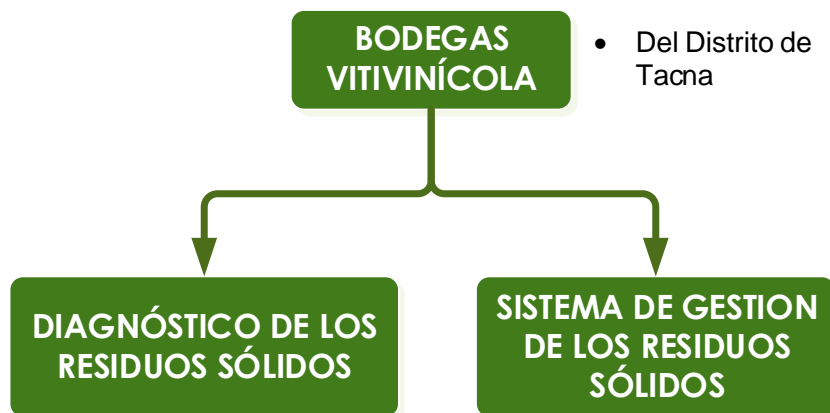 BODEGAS
VITIVINÍCOLA
• Del Distrito de
Tacna
DIAGNÓSTICO DE LOS
RESIDUOS SÓLIDOS
SISTEMA DE GESTION
DE LOS RESIDUOS
SÓLIDOS